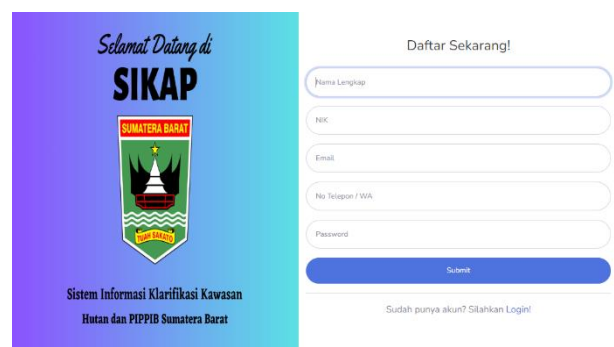 Selamat Datang di
SIKAP
SUMATERA BARAT
TUAH SAKATO
Sistem Informasi Klarifikasi Kawasan
Hutan dan PIPPIB Sumatera Barat
Daftar Sekarang!
Nama Lengkap
NIK
Email
No Telepon / WA
Password
Submit
Sudah punya akun? Silahkan Login!